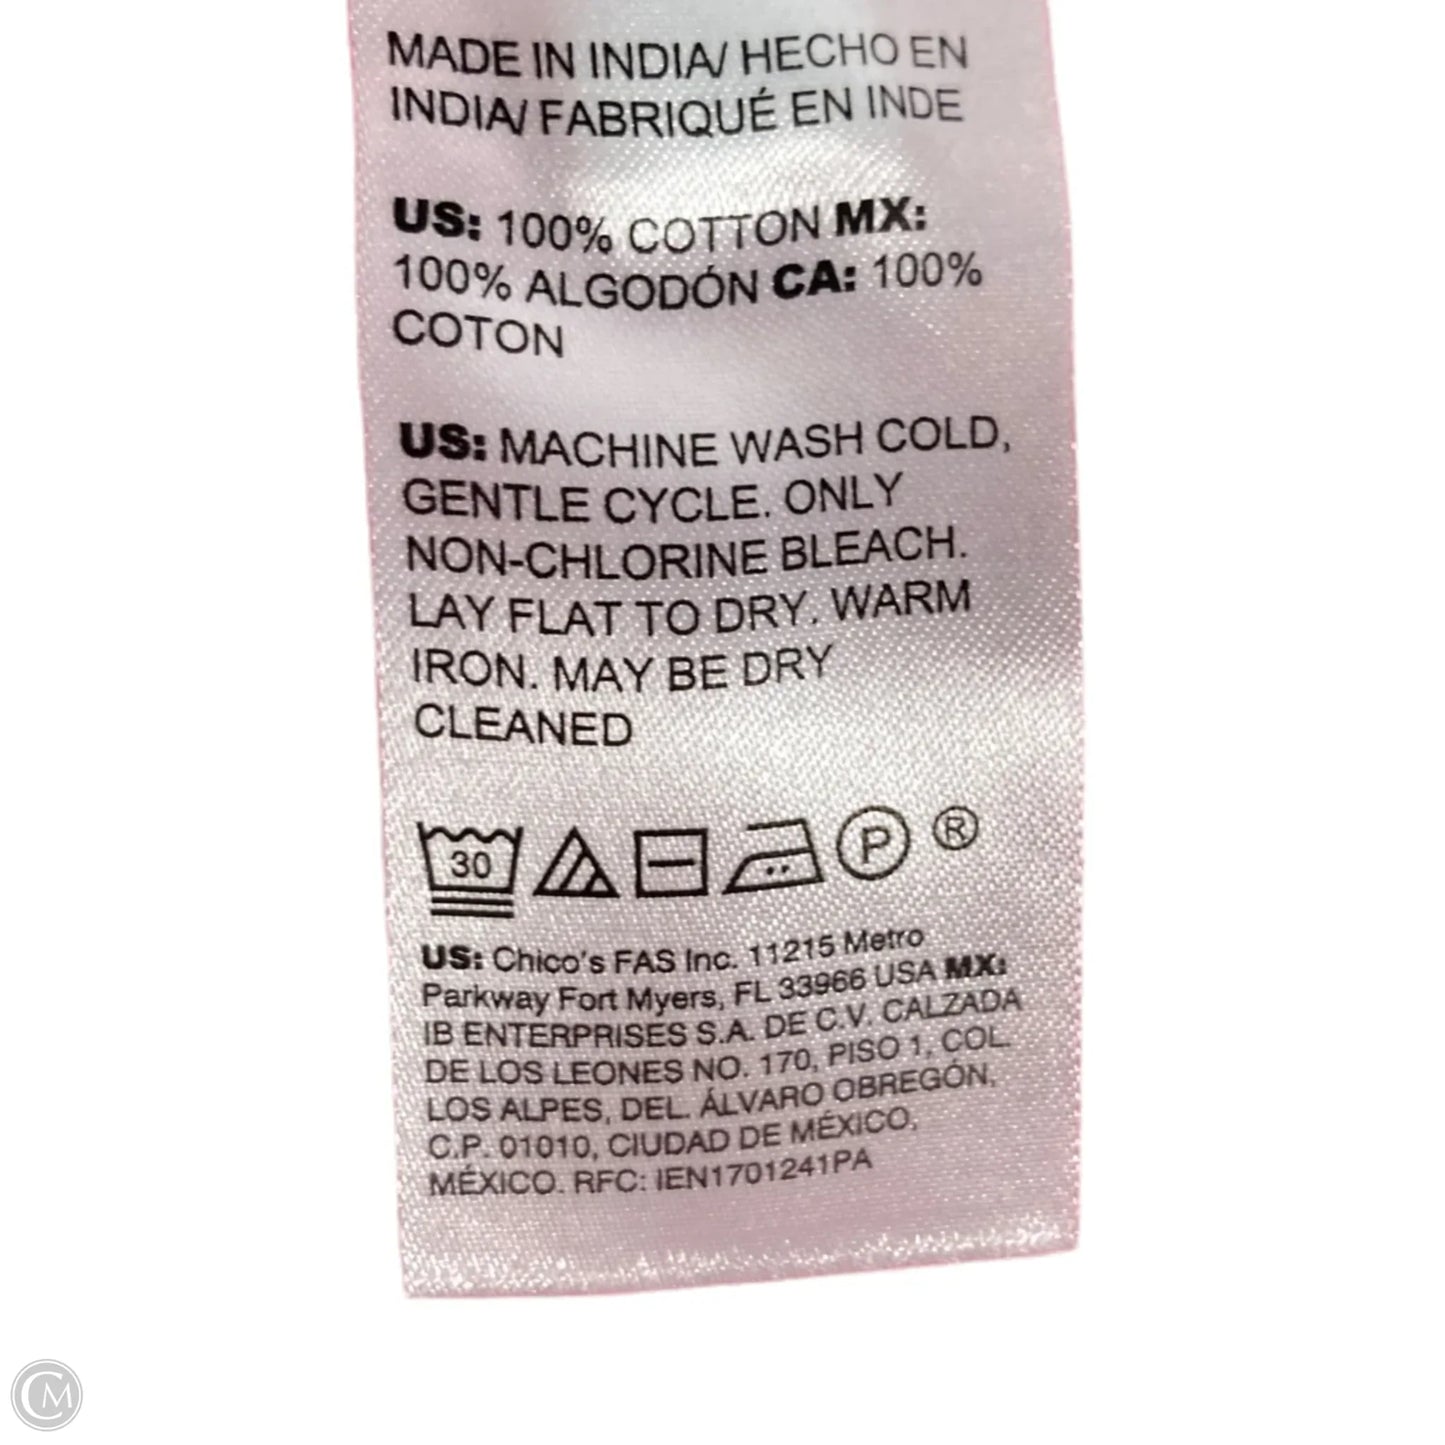 MADE IN INDIA/ HECHO EN
INDIA/ FABRIQUÉ EN INDE
US: 100% COTTON MX:
100% ALGODÓN CA: 100%
COTON
US: MACHINE WASH COLD,
GENTLE CYCLE. ONLY
NON-CHLORINE BLEACH.
LAY FLAT TO DRY. WARM
IRON. MAY BE DRY
CLEANED
30 P ®
US: Chico's FAS Inc. 11215 Metro
Parkway Fort Myers, FL 33966 USA MX:
IB ENTERPRISES S.A. DE C.V. CALZADA
DE LOS LEONES NO. 170, PISO 1, COL.
LOS ALPES, DEL. ÁLVARO OBREGÓN,
C.P. 01010, CIUDAD DE MÉXICO,
MÉXICO. RFC: IEN1701241PA
CM